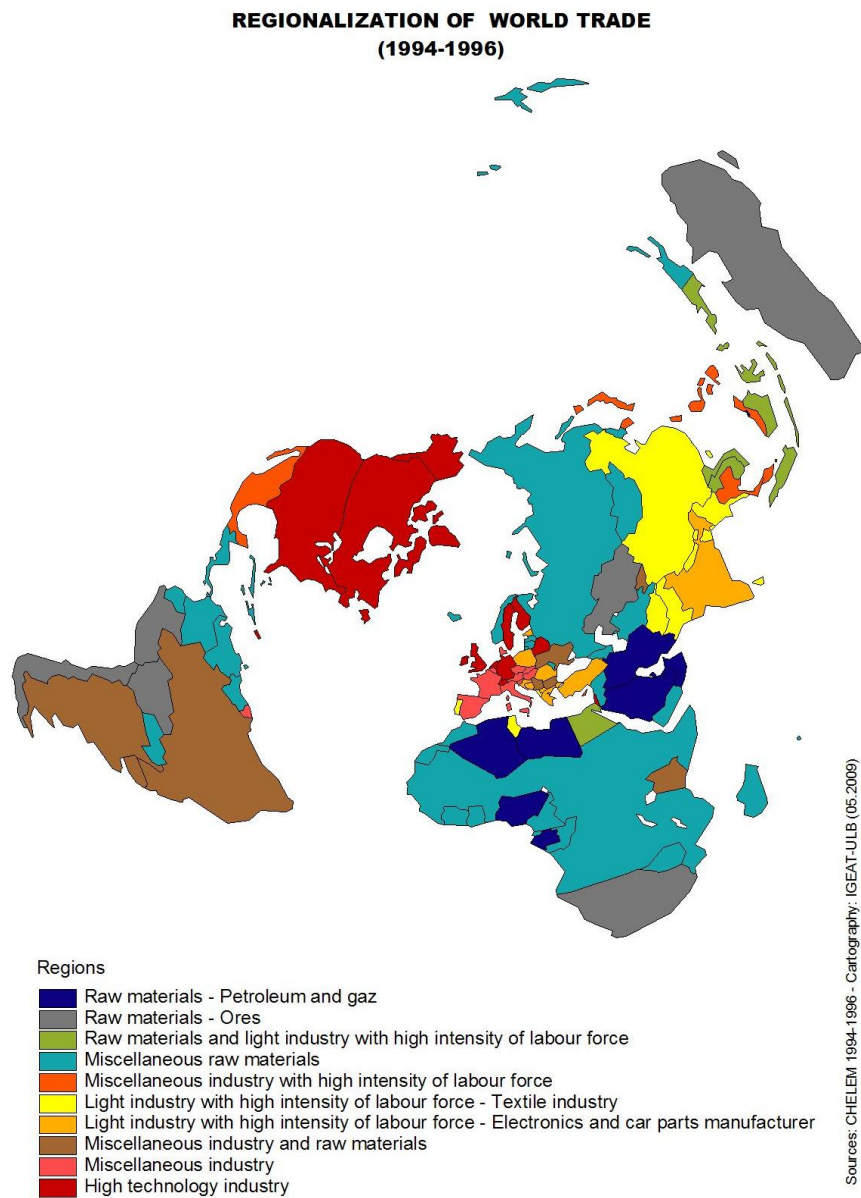 REGIONALIZATION OF WORLD TRADE
(1994-1996)
Regions
Raw materials - Petroleum and gaz
Raw materials - Ores
Raw materials and light industry with high intensity of labour force
Miscellaneous raw materials
Miscellaneous industry with high intensity of labour force
Light industry with high intensity of labour force - Textile industry
Light industry with high intensity of labour force - Electronics and car parts manufacturer
Miscellaneous industry and raw materials
Miscellaneous industry
High technology industry
Sources: CHELEM 1994-1996 - Cartography: IGEAT-ULB (05.2009)